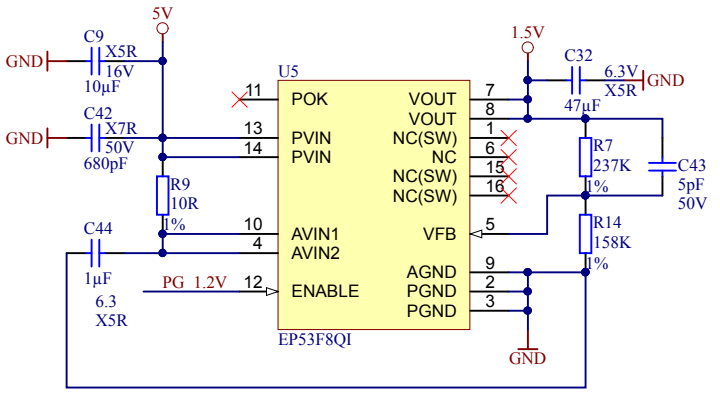 5V
1.5V
C9
X5R
16V
10µF
GND
C42
X7R
50V
680pF
GND
R9
10R
1%
C44
1µF
6.3
X5R
PG 1.2V
U5
11 POK
13 PVIN
14 PVIN
10 AVIN1
4 AVIN2
12 ENABLE
VOUT 7
VOUT 8
NC(SW) 1
NC 6
NC(SW) 15
NC(SW) 16
VFB 5
AGND 9
PGND 2
PGND 3
EP53F8QI
C32
6.3V
X5R
47µF
GND
R7
237K
1%
C43
5pF
50V
R14
158K
1%
GND